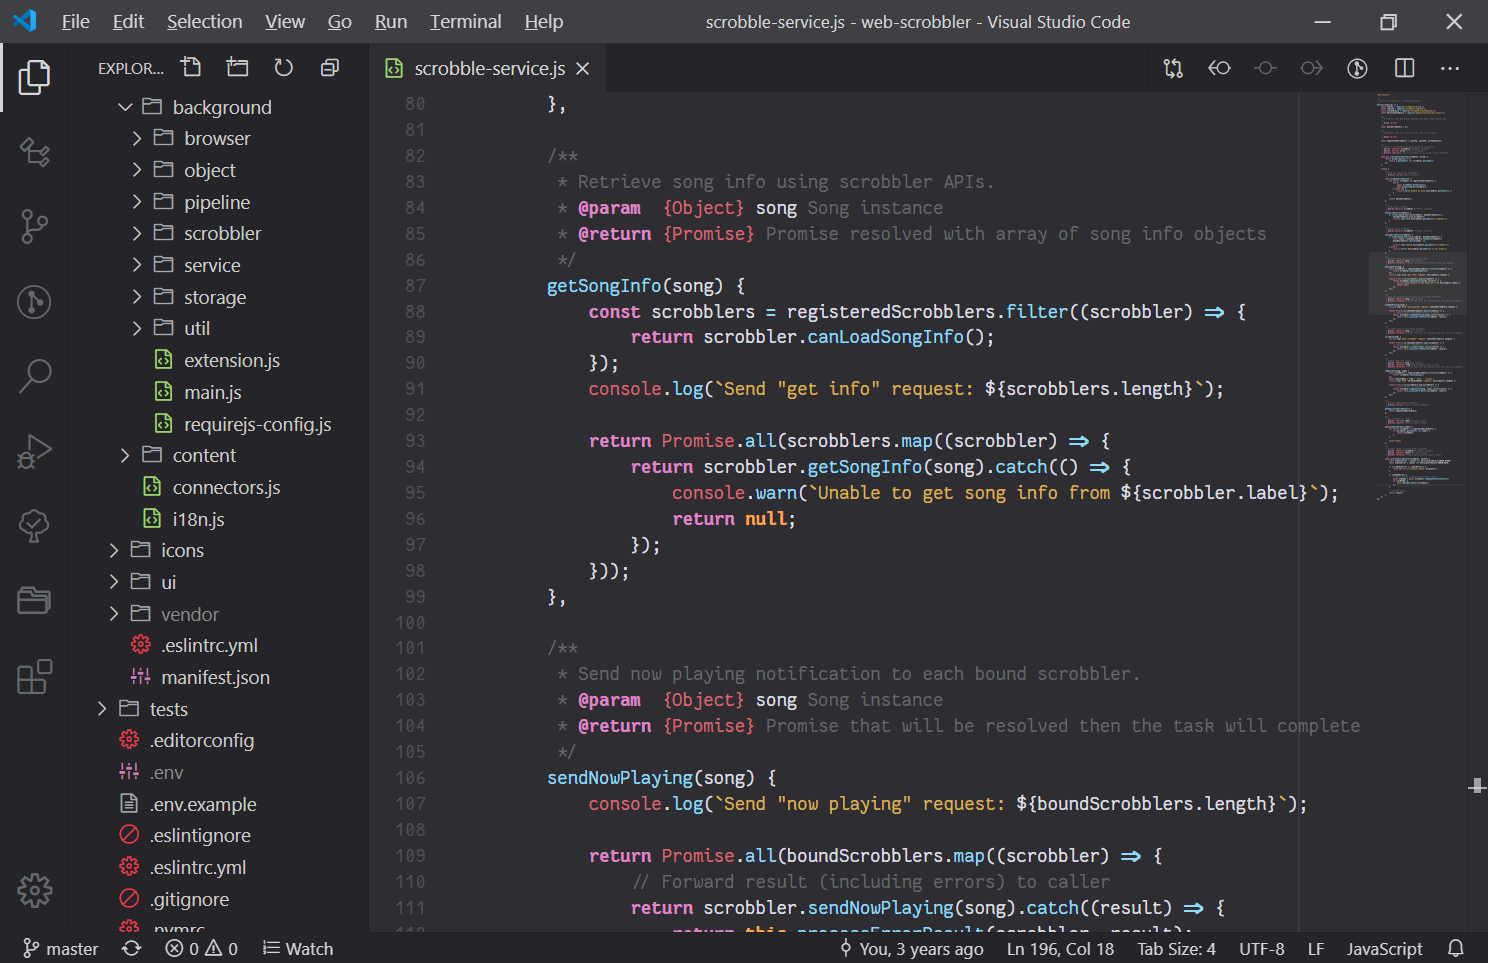 File Edit Selection View Go Run Terminal Help
scrobble-service.js - web-scrobbler - Visual Studio Code
EXPLOR...
background
browser
object
pipeline
scrobbler
service
storage
util
extension.js
main.js
requirejs-config.js
content
connectors.js
i18n.js
icons
ui
vendor
.eslintrc.yml
manifest.json
tests
.editorconfig
.env
.env.example
.eslintignore
.eslintrc.yml
.gitignore
.nvmrc
scrobble-service.js
80 },
81
82 /**
83 * Retrieve song info using scrobbler APIs.
84 * @param {Object} song Song instance
85 * @return {Promise} Promise resolved with array of song info objects
86 */
87 getSongInfo(song) {
88 const scrobblers = registeredScrobblers.filter((scrobbler) => {
89 return scrobbler.canLoadSongInfo();
90 });
91 console.log(`Send "get info" request: ${scrobblers.length}`);
92
93 return Promise.all(scrobblers.map((scrobbler) => {
94 return scrobbler.getSongInfo(song).catch(() => {
95 console.warn(`Unable to get song info from ${scrobbler.label}`);
96 return null;
97 });
98 }));
99 },
100
101 /**
102 * Send now playing notification to each bound scrobbler.
103 * @param {Object} song Song instance
104 * @return {Promise} Promise that will be resolved then the task will complete
105 */
106 sendNowPlaying(song) {
107 console.log(`Send "now playing" request: ${boundScrobblers.length}`);
108
109 return Promise.all(boundScrobblers.map((scrobbler) => {
110 // Forward result (including errors) to caller
111 return scrobbler.sendNowPlaying(song).catch((result) => {
112 return this.processErrorResult(scrobbler, result);
master 0 0 Watch
You, 3 years ago Ln 196, Col 18 Tab Size: 4 UTF-8 LF JavaScript